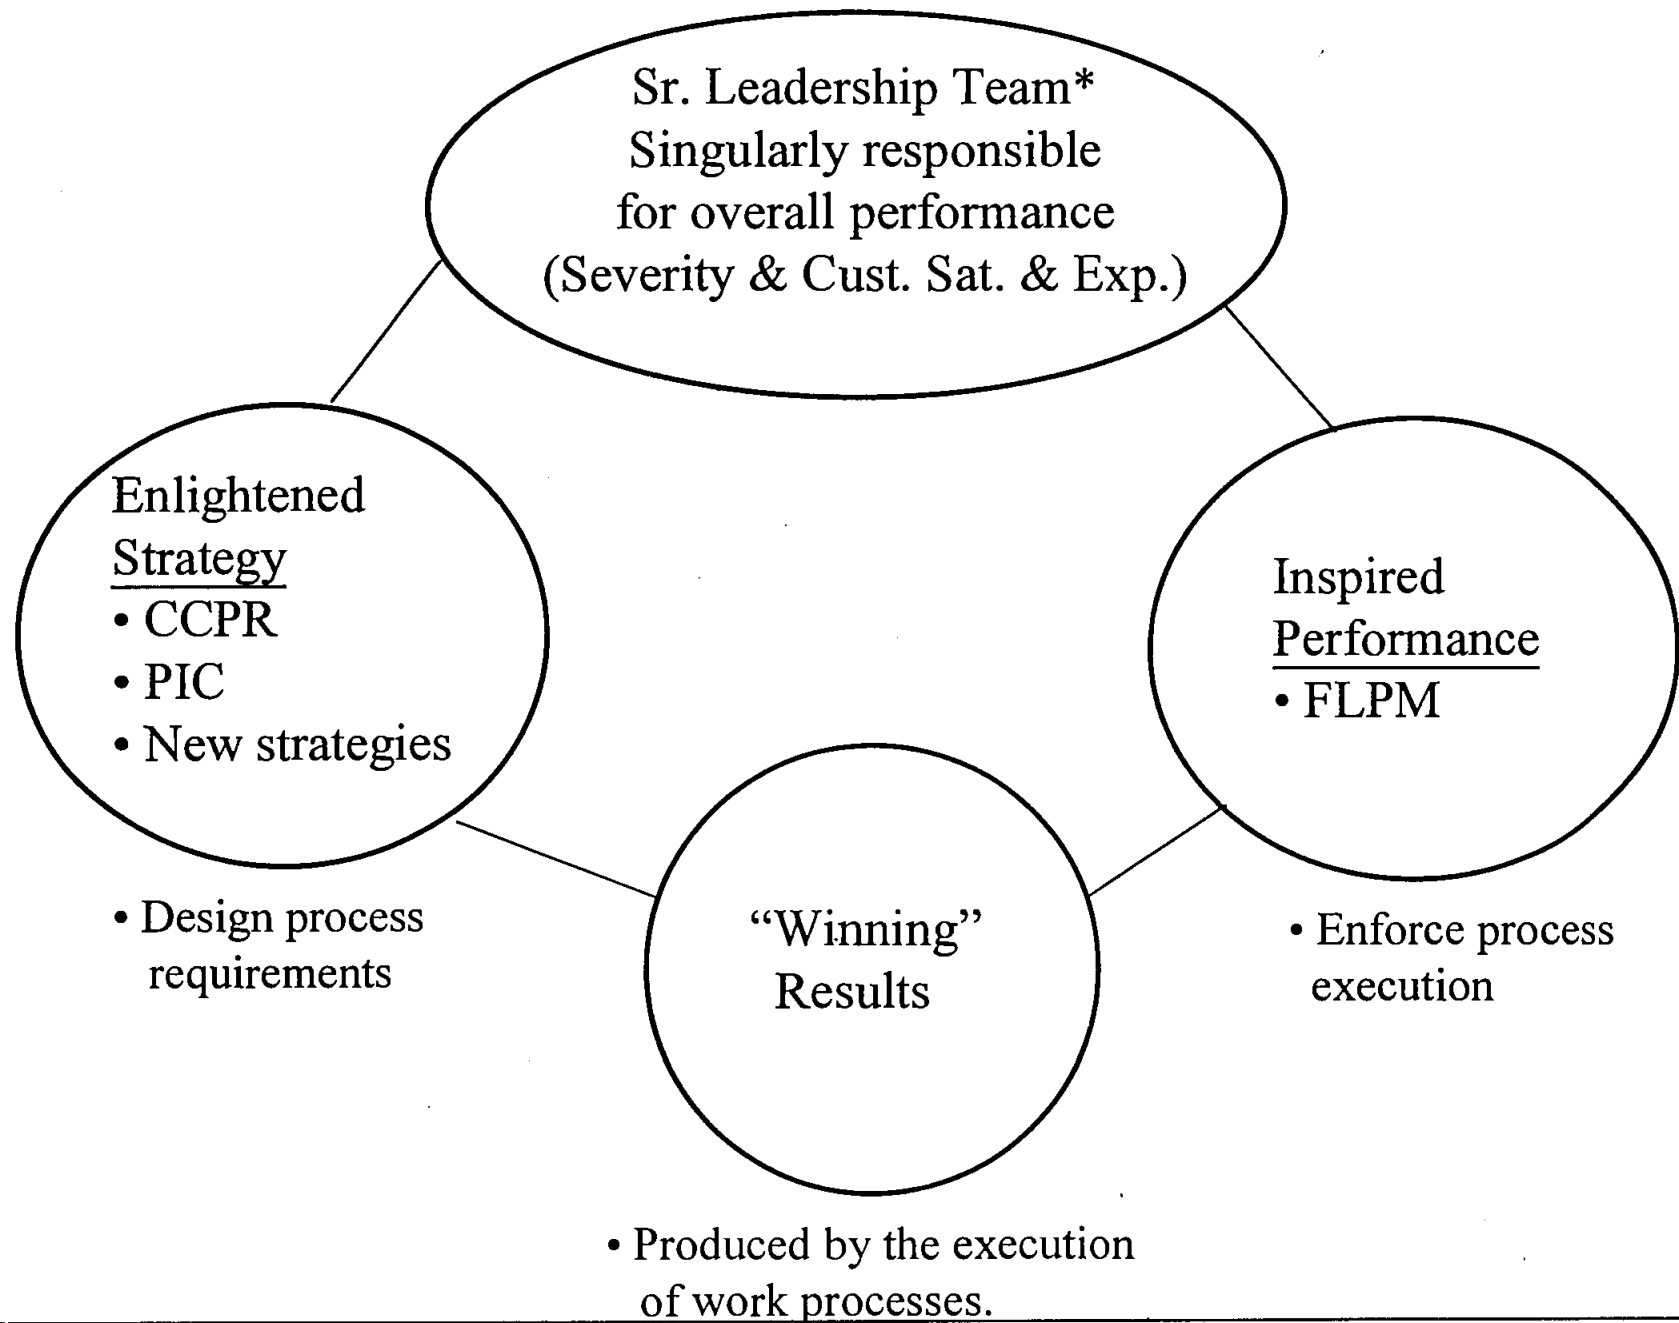 Sr. Leadership Team*
Singularly responsible
for overall performance
(Severity & Cust. Sat. & Exp.)
Enlightened
Strategy
• CCPR
• PIC
• New strategies
• Design process
requirements
Inspired
Performance
• FLPM
• Enforce process
execution
“Winning”
Results
• Produced by the execution
of work processes.